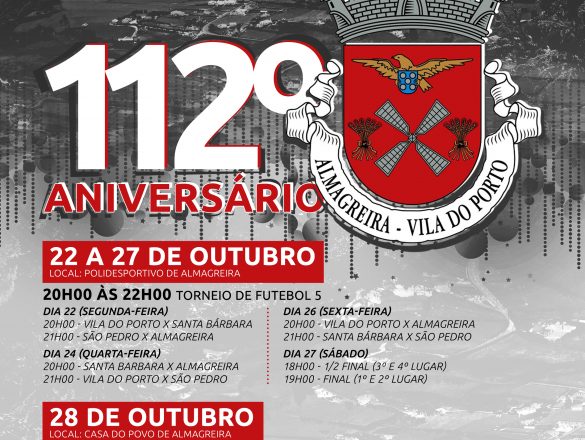 112º
ANIVERSÁRIO
ALMAGREIRA - VILA DO PORTO
22 A 27 DE OUTUBRO
LOCAL: POLIDESPORTIVO DE ALMAGREIRA
20H00 ÀS 22H00 TORNEIO DE FUTEBOL 5
DIA 22 (SEGUNDA-FEIRA)
20H00 - VILA DO PORTO X SANTA BÁRBARA
21H00 - SÃO PEDRO X ALMAGREIRA
DIA 24 (QUARTA-FEIRA)
20H00 - SANTA BARBARA X ALMAGREIRA
21H00 - VILA DO PORTO X SÃO PEDRO
DIA 26 (SEXTA-FEIRA)
20H00 - VILA DO PORTO X ALMAGREIRA
21H00 - SANTA BÁRBARA X SÃO PEDRO
DIA 27 (SÁBADO)
18H00 - 1/2 FINAL (3º E 4º LUGAR)
19H00 - FINAL (1º E 2º LUGAR)
28 DE OUTUBRO
LOCAL: CASA DO POVO DE ALMAGREIRA